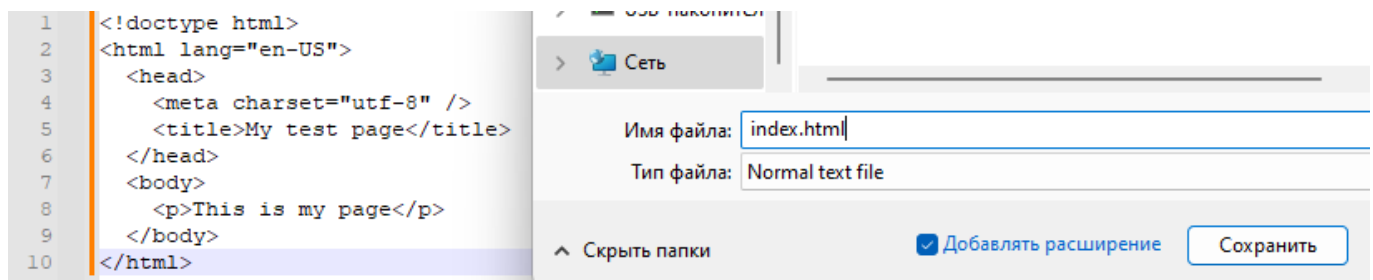 1 <!doctype html>
2 <html lang="en-US">
3 <head>
4 <meta charset="utf-8" />
5 <title>My test page</title>
6 </head>
7 <body>
8 <p>This is my page</p>
9 </body>
10 </html>
Сеть
Имя файла: index.html
Тип файла: Normal text file
Скрыть папки
Добавлять расширение
Сохранить